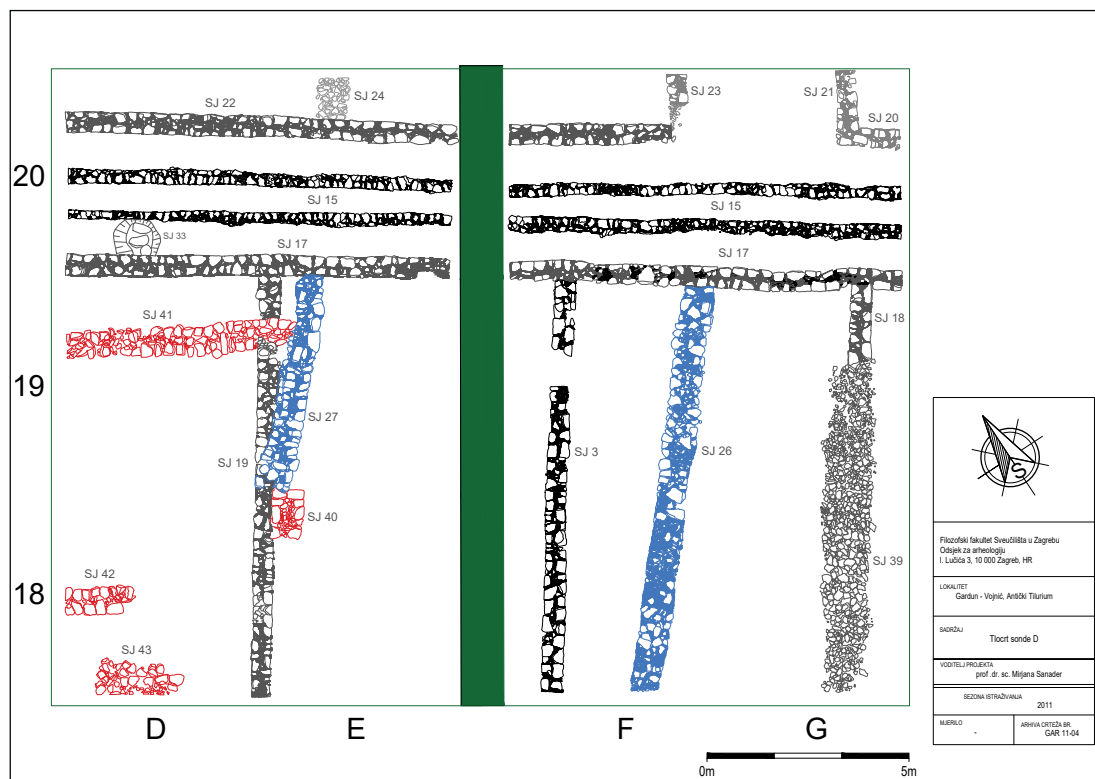 SJ 24
SJ 22
SJ 23
SJ 21
SJ 20
20
SJ 15
SJ 15
SJ 33
SJ 17
SJ 17
SJ 41
SJ 18
19
SJ 27
SJ 19
SJ 3
SJ 26
SJ 40
SJ 39
SJ 42
18
SJ 43
D
E
F
G
0m
5m
S
Filozofski fakultet Sveučilišta u Zagrebu
Odsjek za arheologiju
I. Lučića 3, 10 000 Zagreb, HR
LOKALITET
Gardun - Vojnić, Antički Tilurium
SADRŽAJ
Tlocrt sonde D
VODITELJ PROJEKTA
prof .dr. sc. Mirjana Sanader
SEZONA ISTRAŽIVANJA
2011
MJERILO
-
ARHIVA CRTEŽA BR.
GAR 11-04